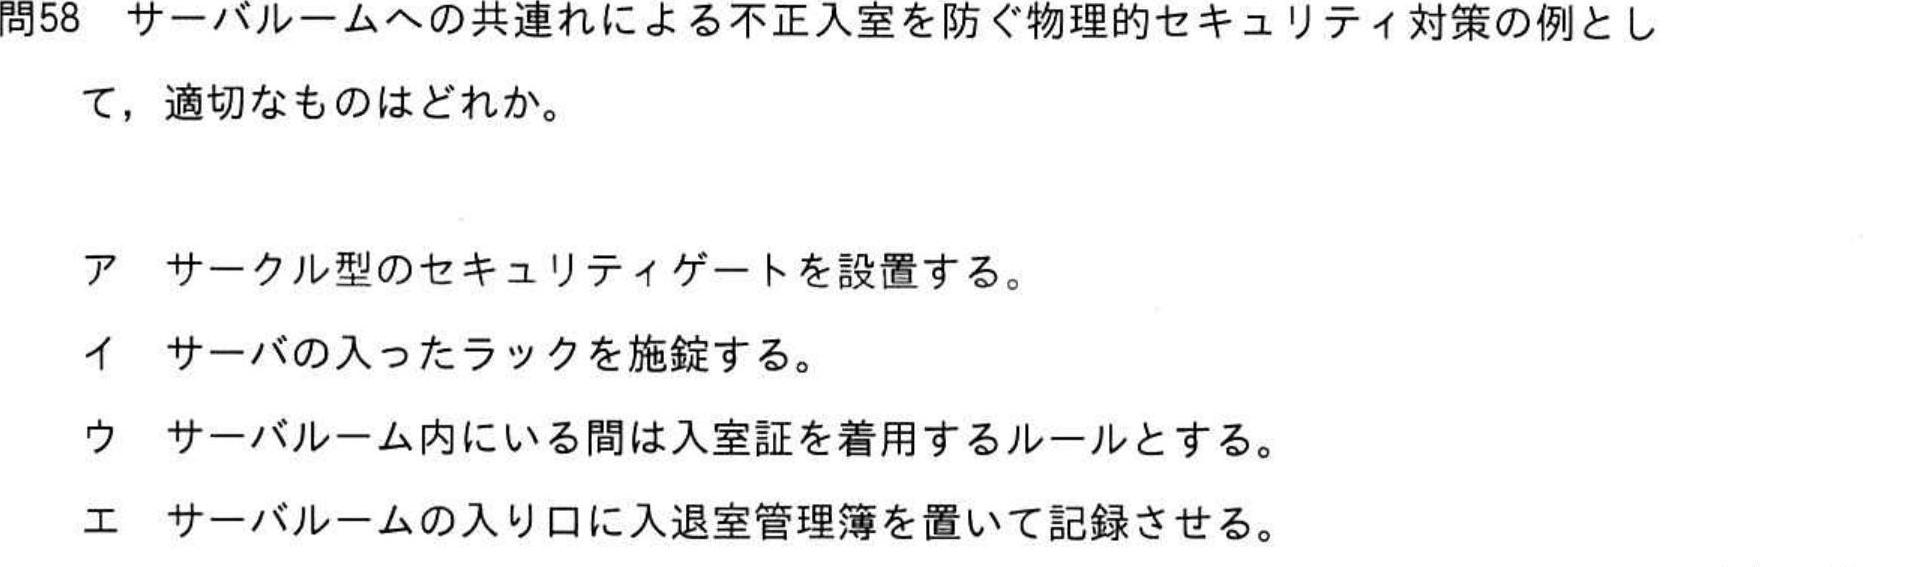 問58　サーバルームへの共連れによる不正入室を防ぐ物理的セキュリティ対策の例とし
て，適切なものはどれか。
ア　サークル型のセキュリティゲートを設置する。
イ　サーバの入ったラックを施錠する。
ウ　サーバルーム内にいる間は入室証を着用するルールとする。
エ　サーバルームの入り口に入退室管理簿を置いて記録させる。